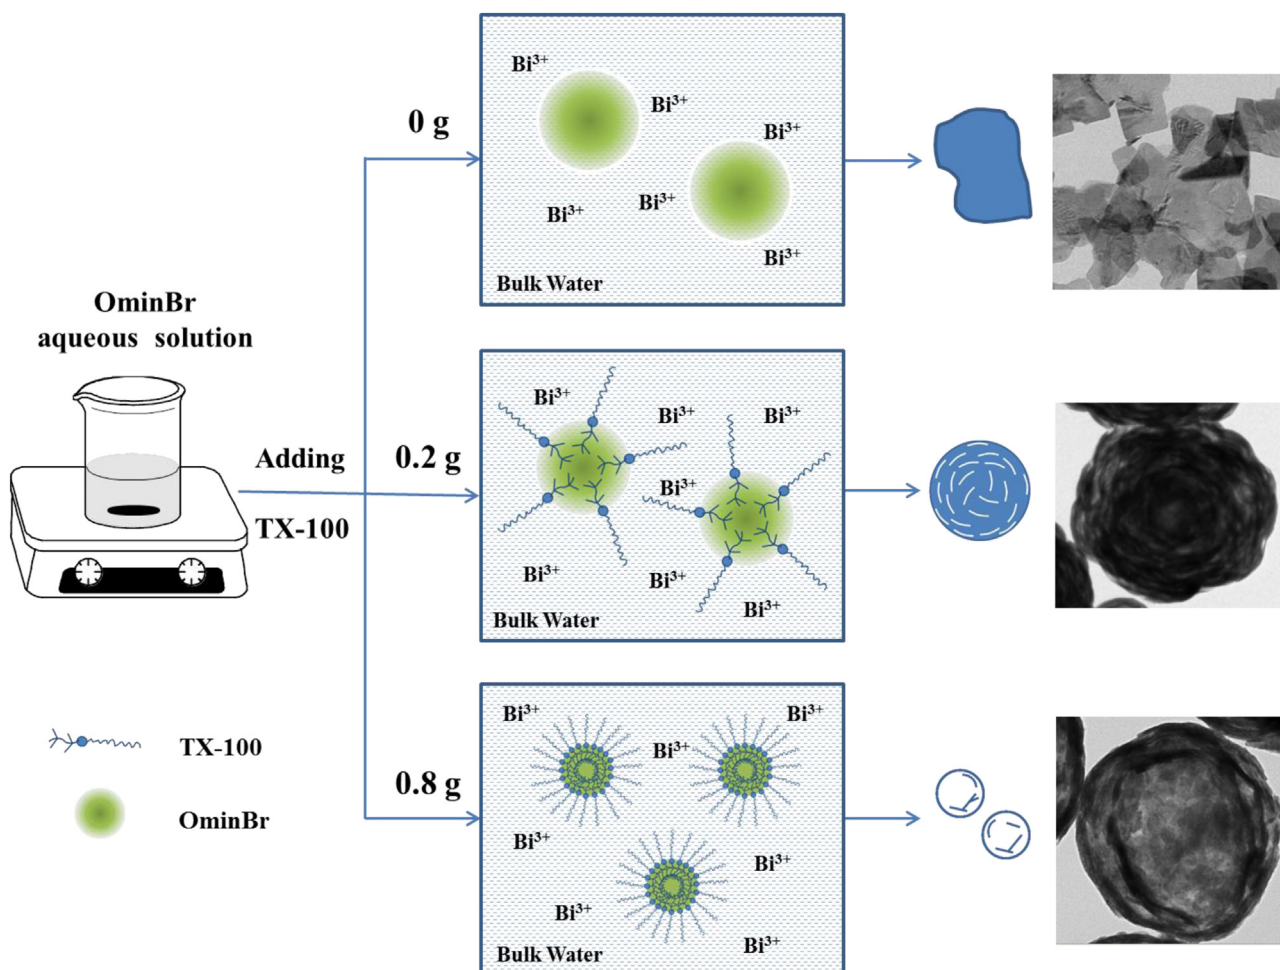 OminBr
aqueous solution
Adding
TX-100
TX-100
OminBr
0 g
Bi³⁺
Bi³⁺
Bi³⁺
Bi³⁺
Bi³⁺
Bi³⁺
Bulk Water
0.2 g
Bi³⁺
Bi³⁺
Bi³⁺
Bi³⁺
Bi³⁺
Bi³⁺
Bi³⁺
Bulk Water
0.8 g
Bi³⁺
Bi³⁺
Bi³⁺
Bi³⁺
Bi³⁺
Bi³⁺
Bi³⁺
Bulk Water